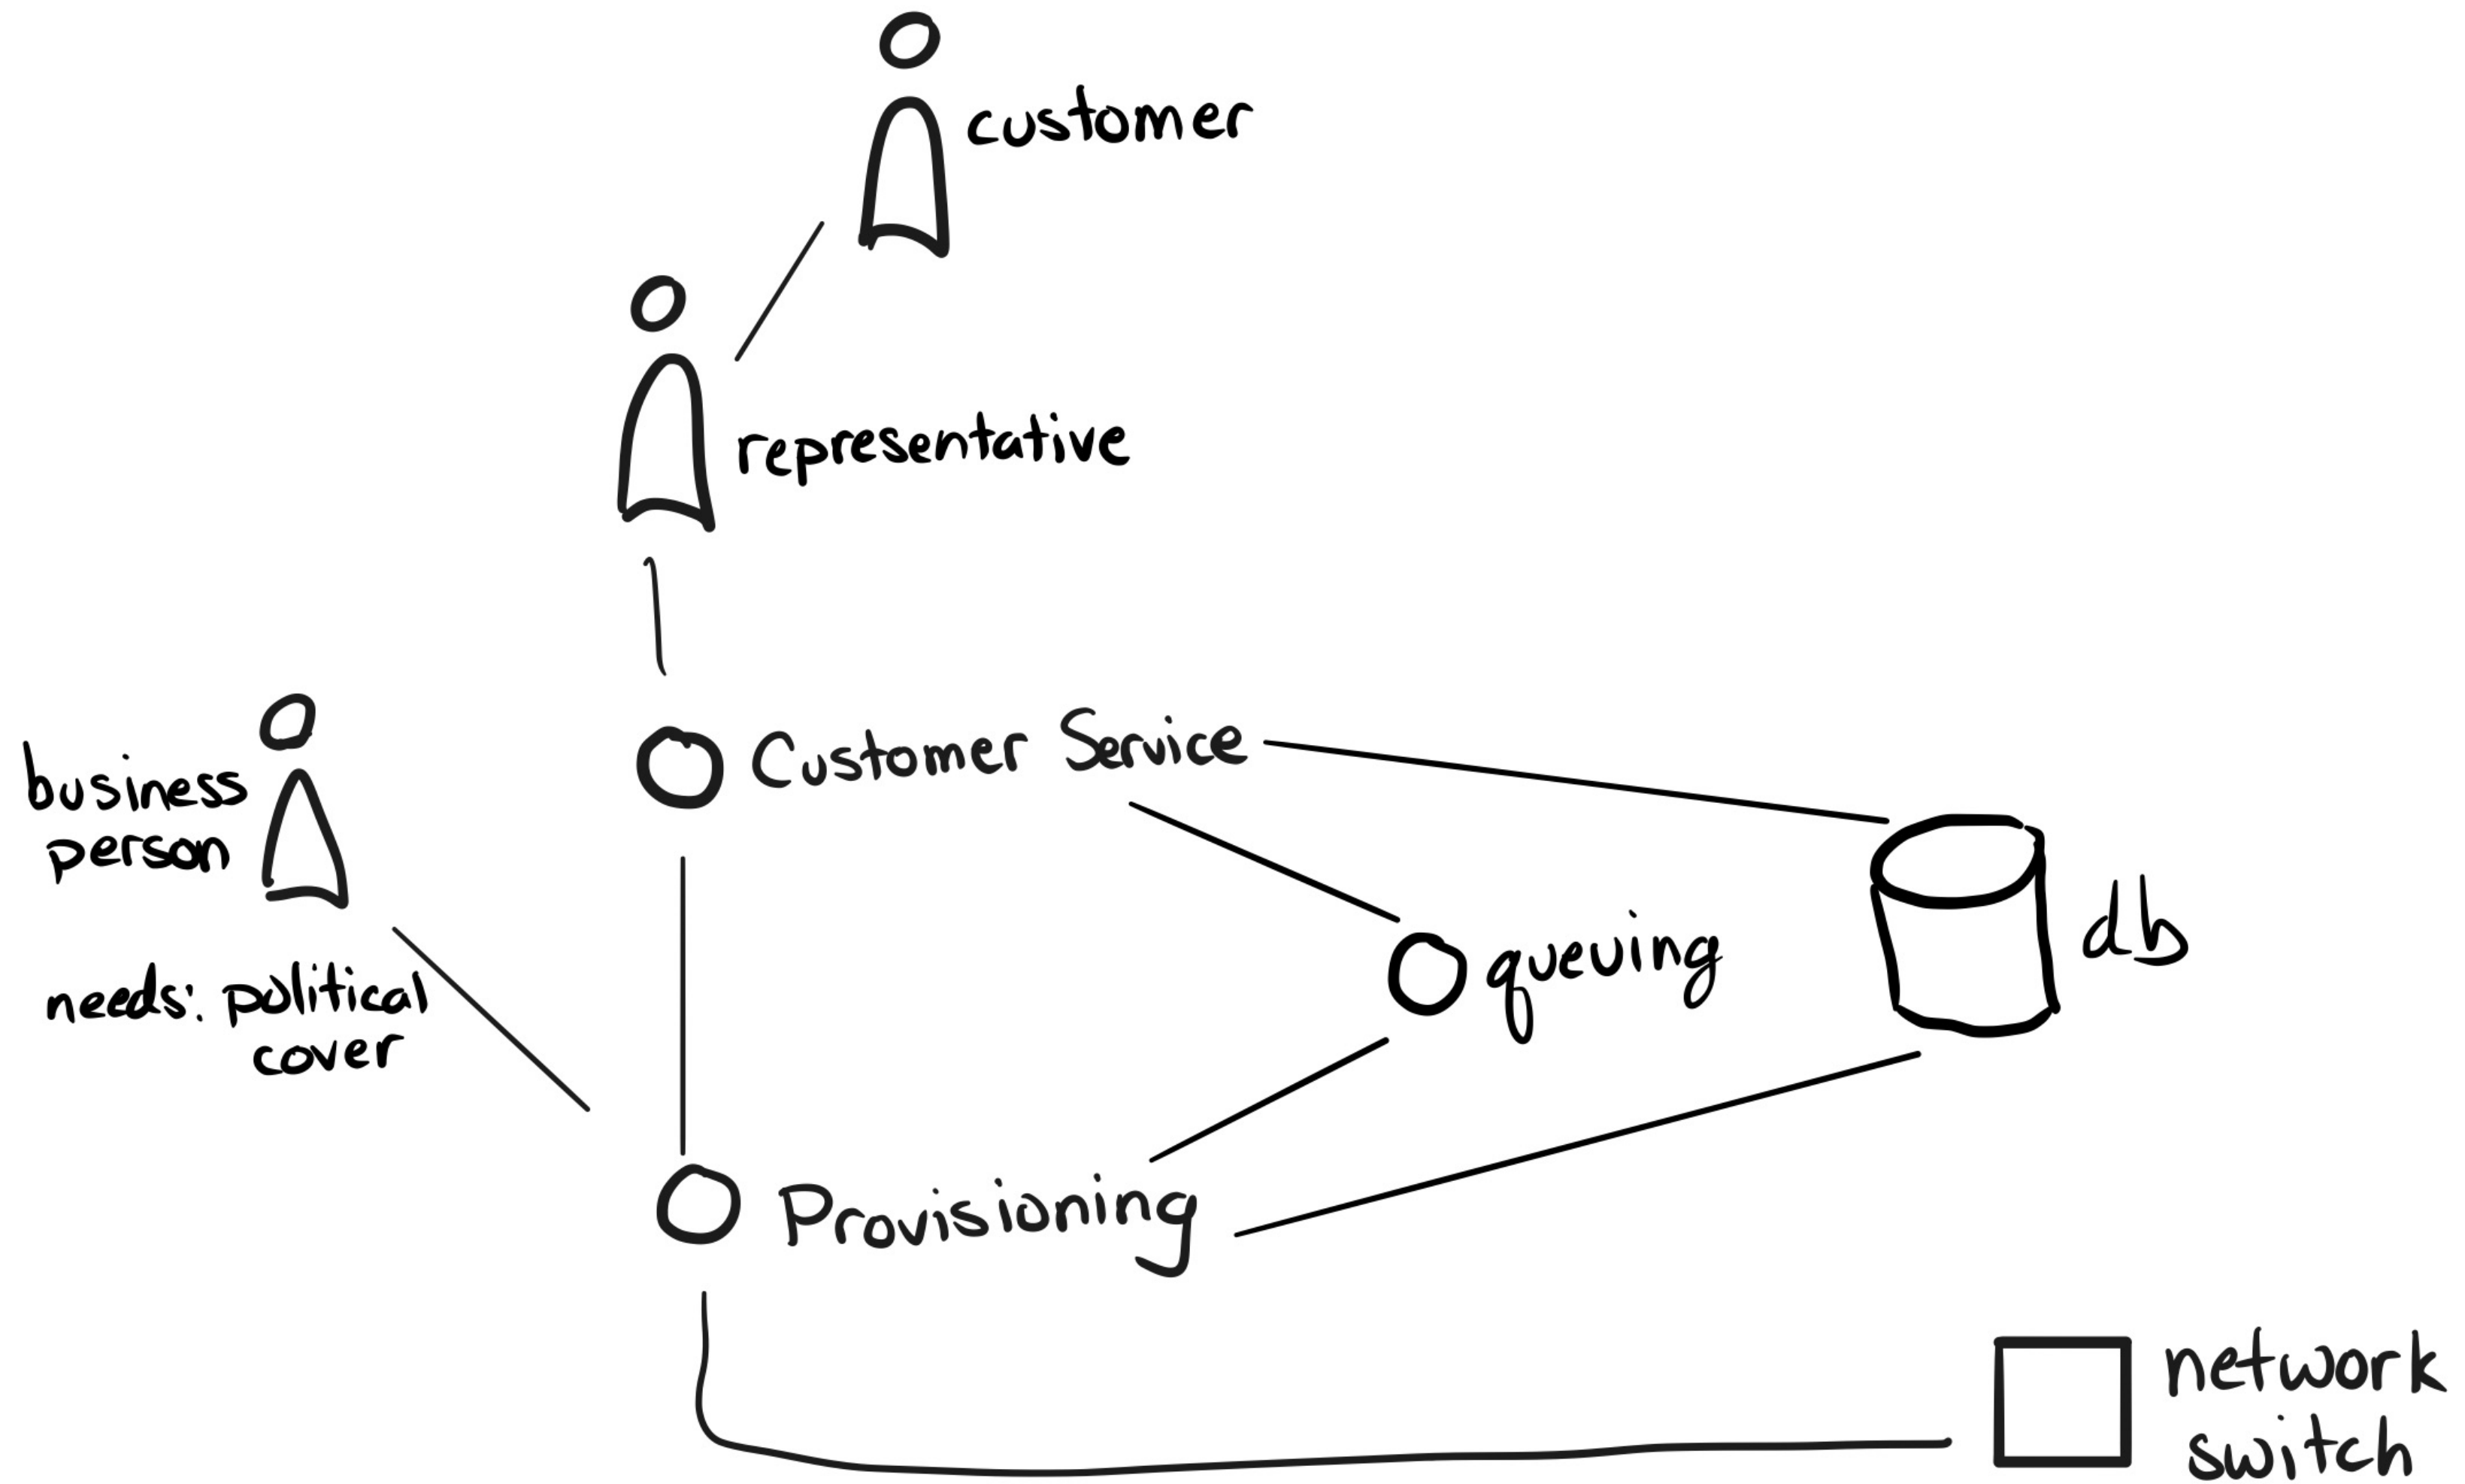 customer
representative
Customer Service
business
person
queuing
db
needs: political
cover
Provisioning
network
switch